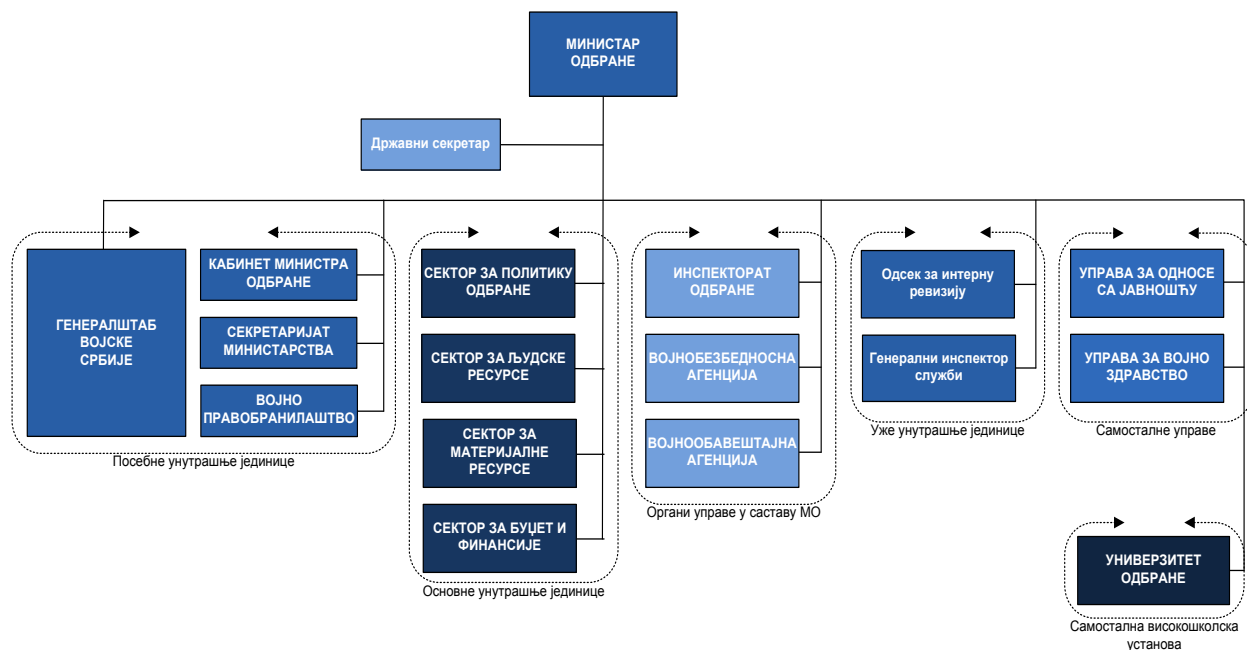 МИНИСТАР
ОДБРАНЕ
Државни секретар
ГЕНЕРАЛШТАБ
ВОЈСКЕ
СРБИЈЕ
КАБИНЕТ МИНИСТРА
ОДБРАНЕ
СЕКРЕТАРИЈАТ
МИНИСТАРСТВА
ВОЈНО
ПРАВОБРАНИЛАШТВО
Посебне унутрашње јединице
СЕКТОР ЗА ПОЛИТИКУ
ОДБРАНЕ
СЕКТОР ЗА ЉУДСКЕ
РЕСУРСЕ
СЕКТОР ЗА
МАТЕРИЈАЛНЕ
РЕСУРСЕ
СЕКТОР ЗА БУЏЕТ И
ФИНАНСИЈЕ
Основне унутрашње јединице
ИНСПЕКТОРАТ
ОДБРАНЕ
ВОЈНОБЕЗБЕДНОСНА
АГЕНЦИЈА
ВОЈНООБАВЕШТАЈНА
АГЕНЦИЈА
Органи управе у саставу МО
Одсек за интерну
ревизију
Генерални инспектор
служби
Уже унутрашње јединице
УПРАВА ЗА ОДНОСЕ
СА ЈАВНОШЋУ
УПРАВА ЗА ВОЈНО
ЗДРАВСТВО
Самосталне управе
УНИВЕРЗИТЕТ
ОДБРАНЕ
Самостална високошколска
установа